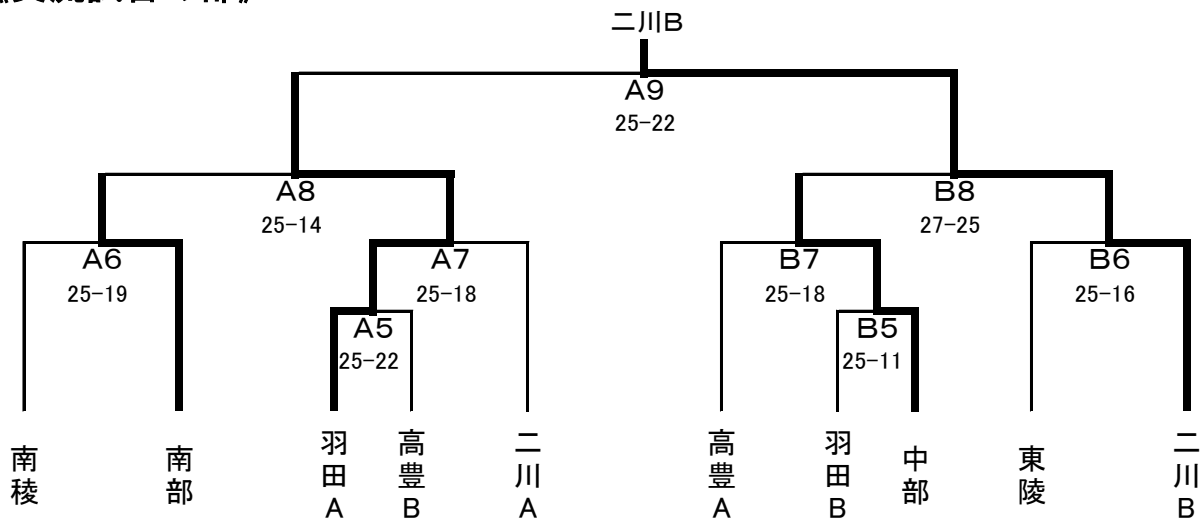 二川B
A9
25-22
A8
25-14
B8
27-25
A6
25-19
A7
25-18
B7
25-18
B6
25-16
A5
25-22
B5
25-11
南稜
南部
羽田A
高豊B
二川A
高豊A
羽田B
中部
東陵
二川B